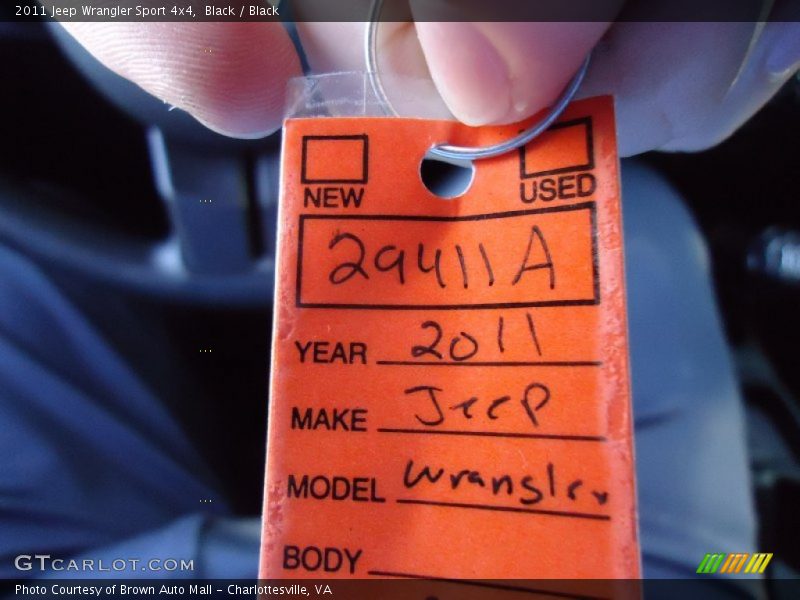 2011 Jeep Wrangler Sport 4x4, Black / Black
NEW USED
29411A
YEAR 2011
MAKE Jeep
MODEL Wrangler
BODY
GTCARLOT.COM
Photo Courtesy of Brown Auto Mall - Charlottesville, VA